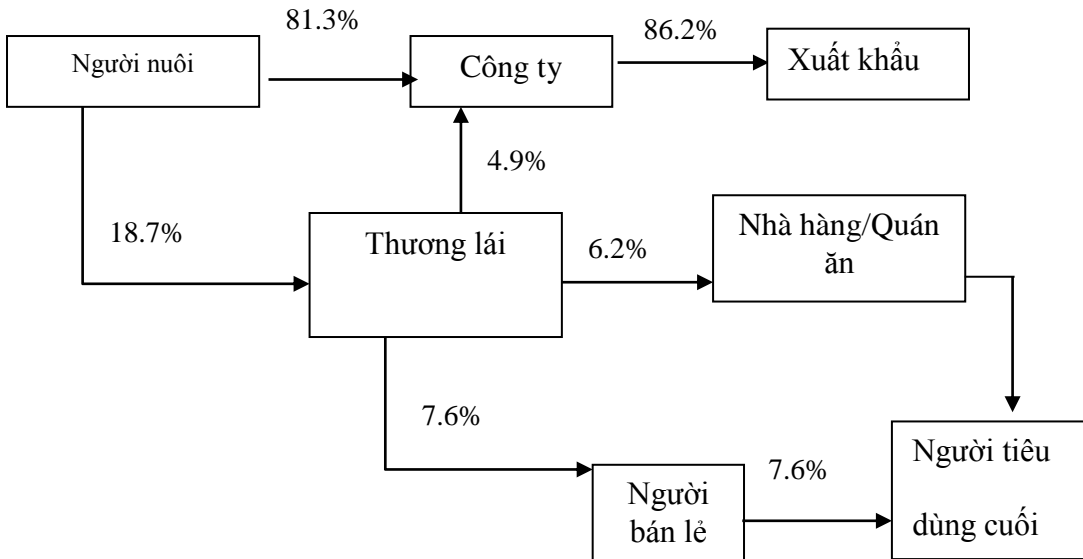 81.3%
86.2%
Người nuôi
Công ty
Xuất khẩu
4.9%
18.7%
Thương lái
6.2%
Nhà hàng/Quán
ăn
7.6%
Người
bán lẻ
7.6%
Người tiêu
dùng cuối